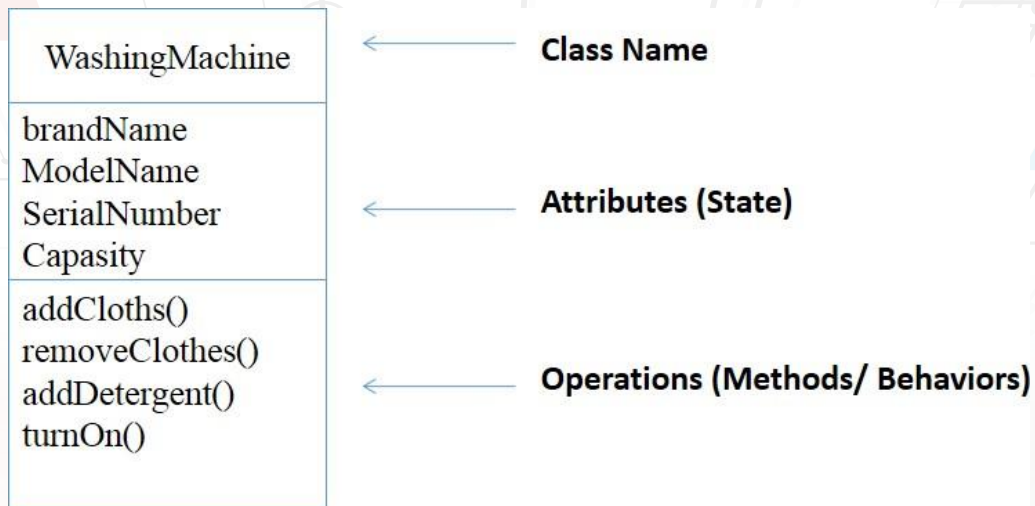 WashingMachine
Class Name
brandName
ModelName
SerialNumber
Capasity
Attributes (State)
addCloths()
removeClothes()
addDetergent()
turnOn()
Operations (Methods/ Behaviors)